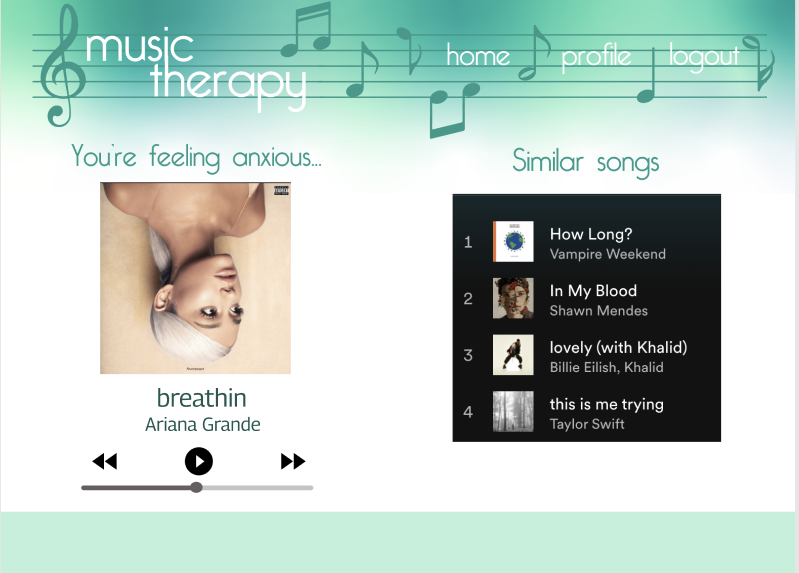 music
therapy
home profile logout
You're feeling anxious...
breathin
Ariana Grande
Similar songs
1 How Long?
Vampire Weekend
2 In My Blood
Shawn Mendes
3 lovely (with Khalid)
Billie Eilish, Khalid
4 this is me trying
Taylor Swift